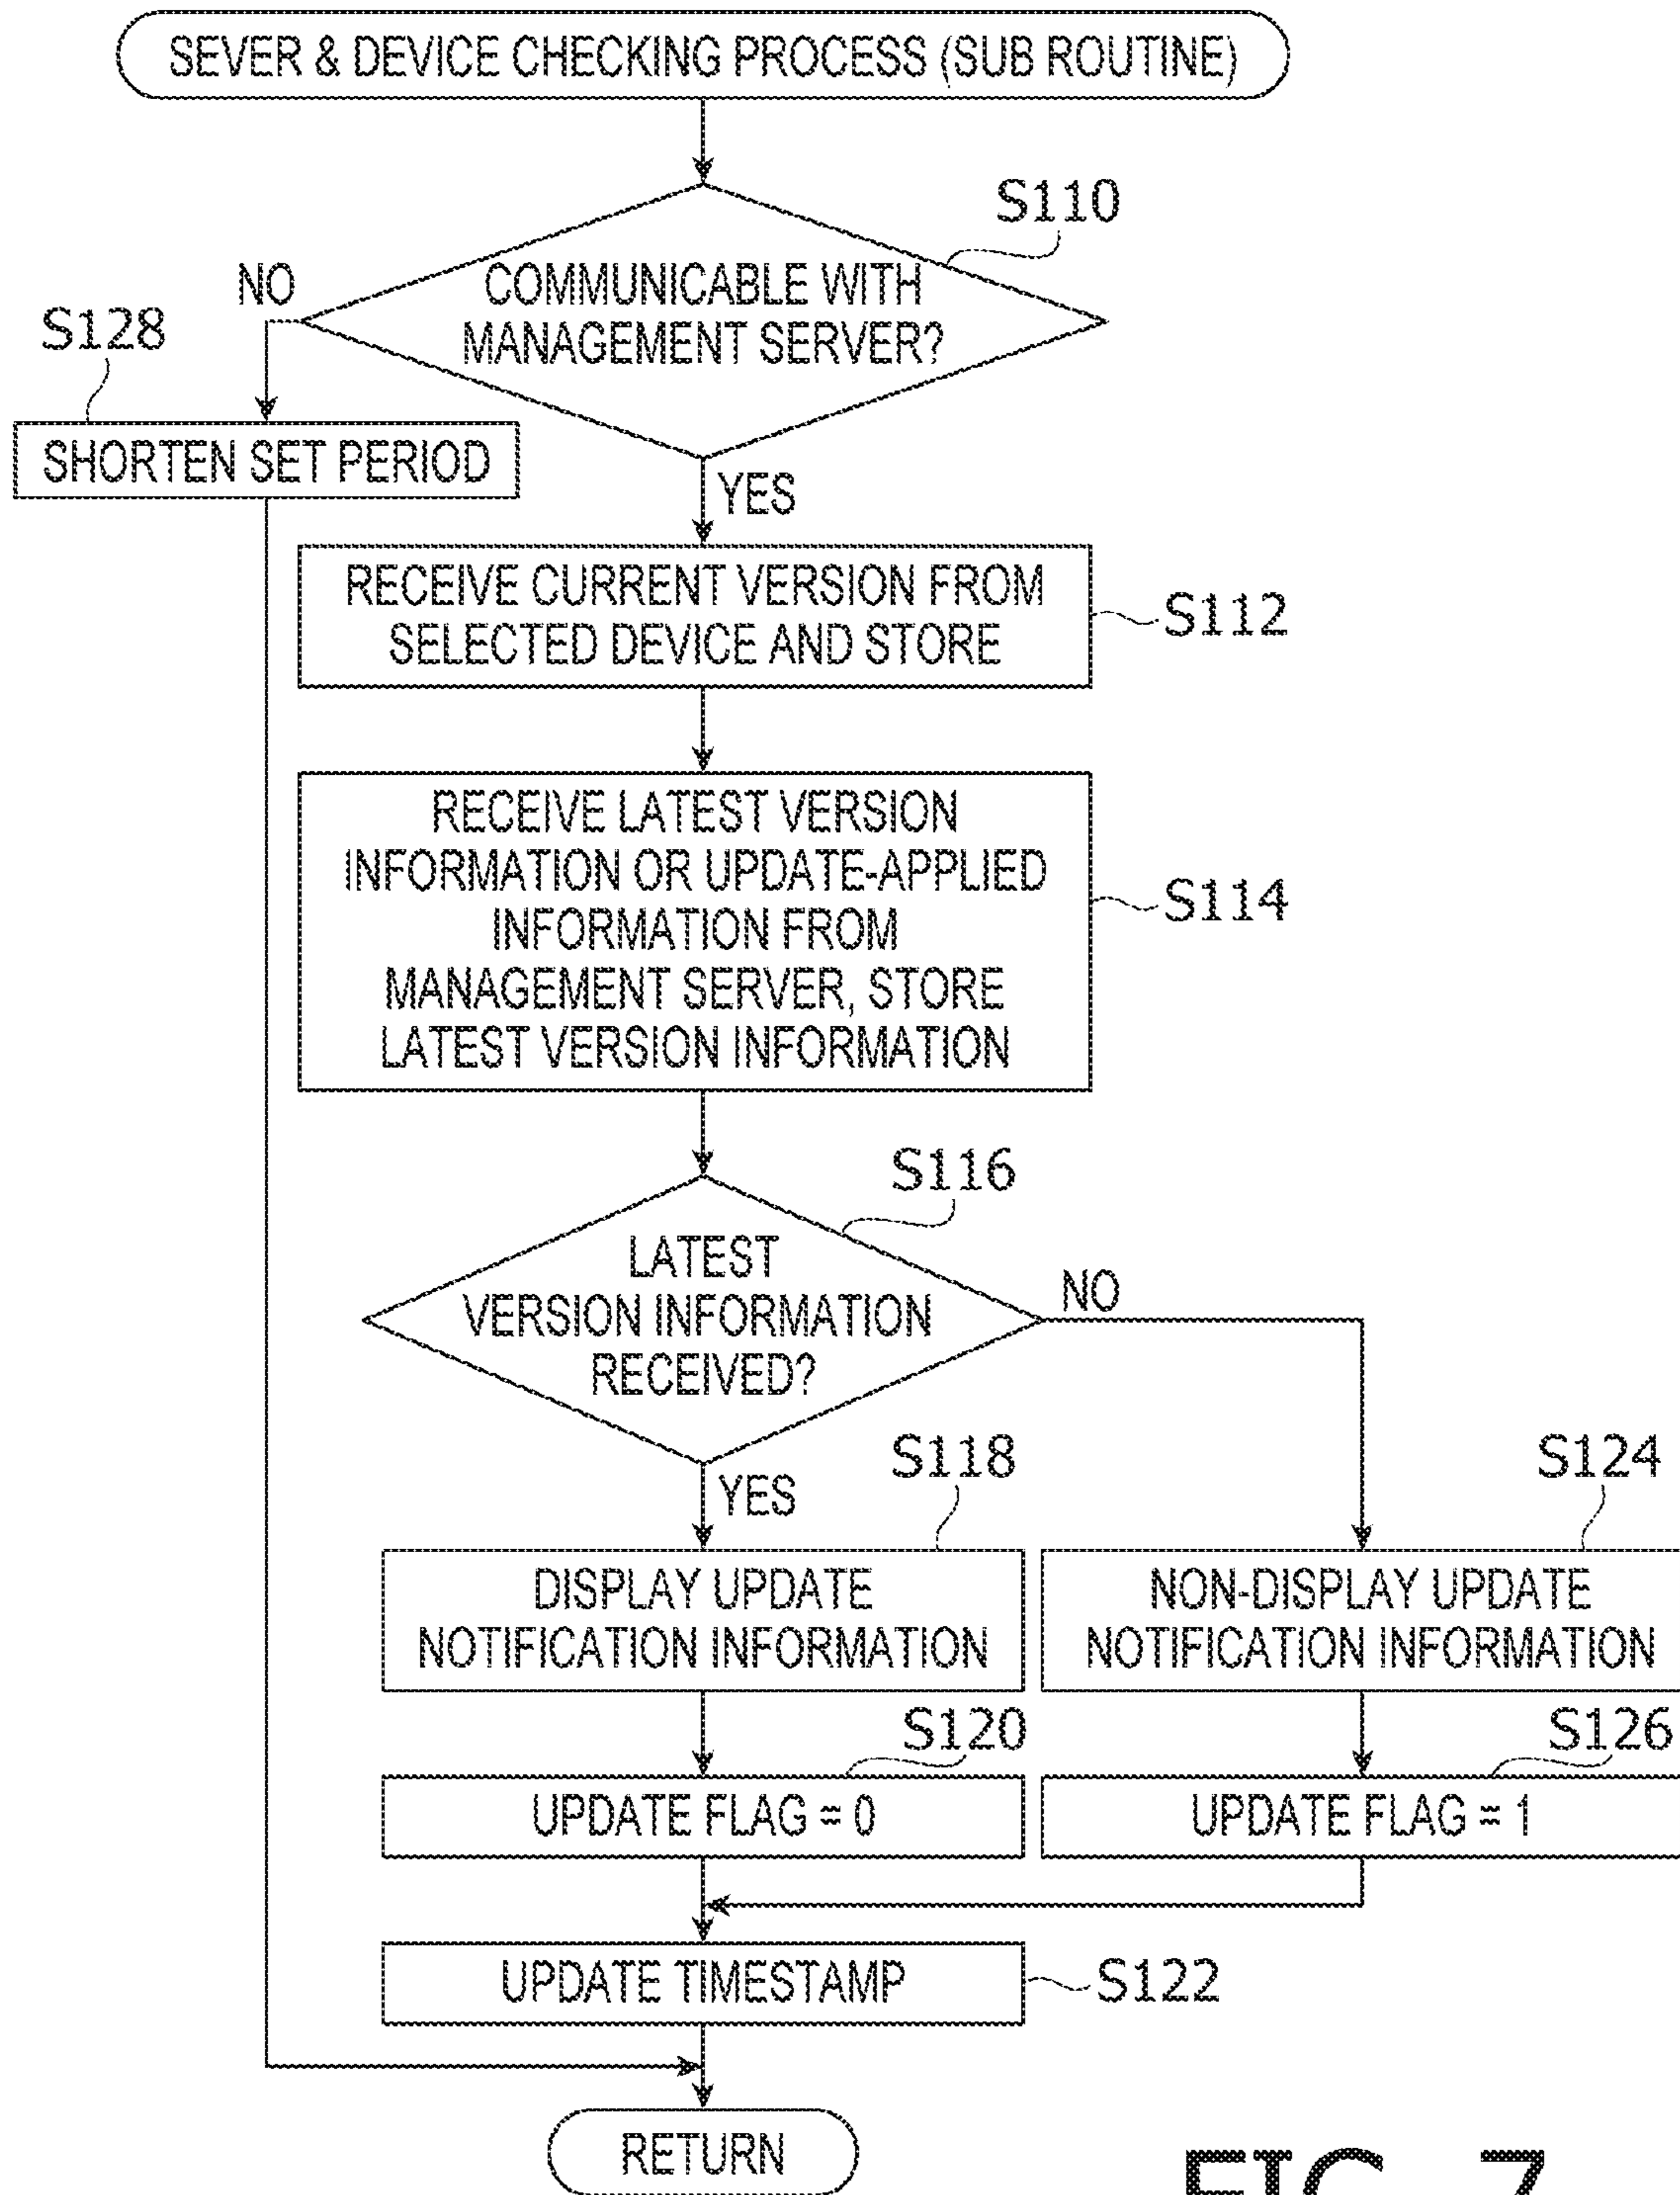 SEVER & DEVICE CHECKING PROCESS (SUB ROUTINE)
S110
COMMUNICABLE WITH
MANAGEMENT SERVER?
NO
S128
SHORTEN SET PERIOD
YES
RECEIVE CURRENT VERSION FROM
SELECTED DEVICE AND STORE
S112
RECEIVE LATEST VERSION
INFORMATION OR UPDATE-APPLIED
INFORMATION FROM
MANAGEMENT SERVER, STORE
LATEST VERSION INFORMATION
S114
S116
LATEST
VERSION INFORMATION
RECEIVED?
NO
YES
S118
S124
DISPLAY UPDATE
NOTIFICATION INFORMATION
NON-DISPLAY UPDATE
NOTIFICATION INFORMATION
S120
S126
UPDATE FLAG = 0
UPDATE FLAG = 1
UPDATE TIMESTAMP
S122
RETURN
FIG. 7